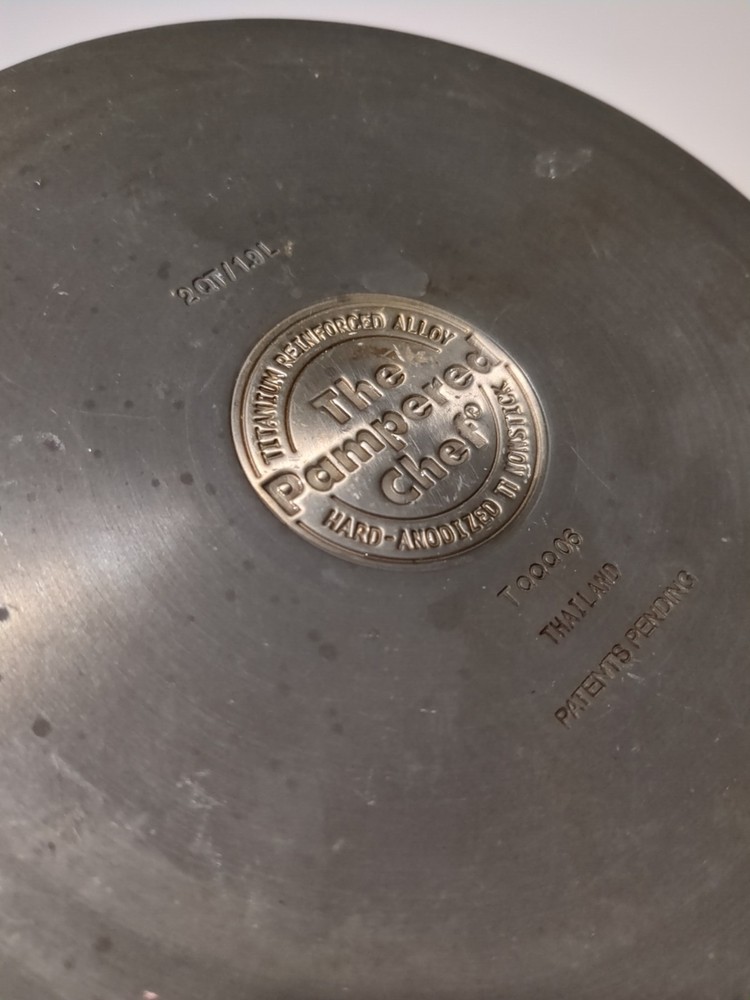 2QT/1.9L
TITANIUM REINFORCED ALLOY
The
Pampered
Chef®
HARD-ANODIZED TI NONSTICK
T00006
THAILAND
PATENTS PENDING